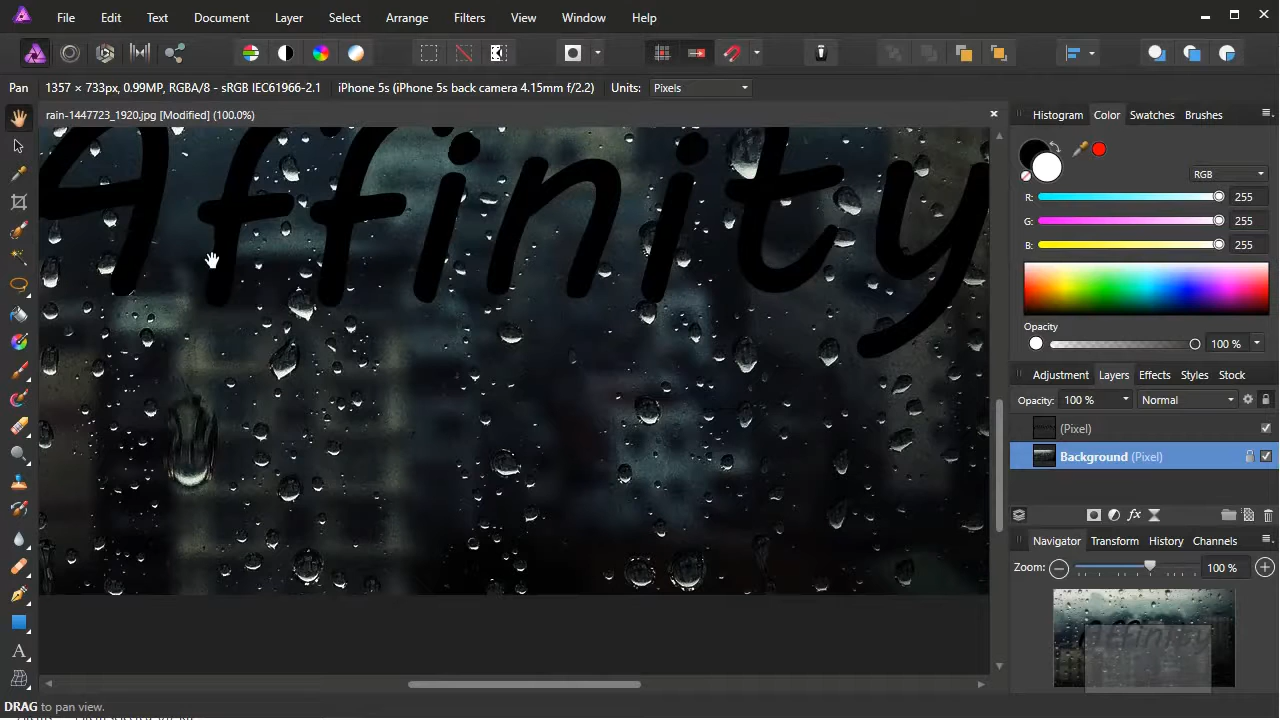 File Edit Text Document Layer Select Arrange Filters View Window Help
Pan 1357 × 733px, 0.99MP, RGBA/8 - sRGB IEC61966-2.1 iPhone 5s (iPhone 5s back camera 4.15mm f/2.2) Units: Pixels
rain-1447723_1920.jpg [Modified] (100.0%)
Affinity
Histogram Color Swatches Brushes
RGB
R: 255
G: 255
B: 255
Opacity
100 %
Adjustment Layers Effects Styles Stock
Opacity: 100 % Normal
(Pixel)
Background (Pixel)
fx
Navigator Transform History Channels
Zoom: 100 %
Affinity
A
DRAG to pan view.